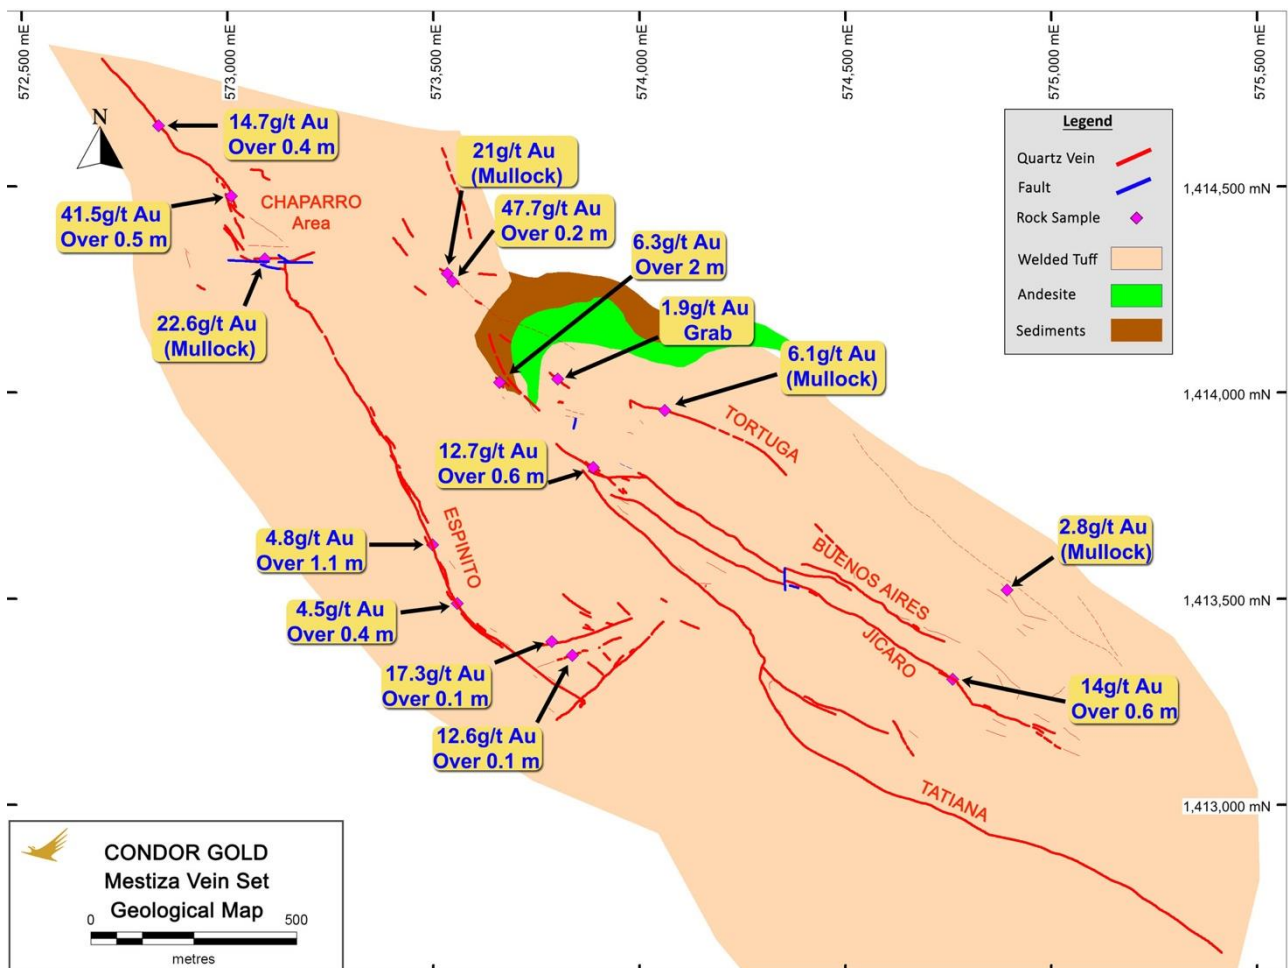 572,500 mE
573,000 mE
573,500 mE
574,000 mE
574,500 mE
575,000 mE
575,500 mE
N
14.7g/t Au
Over 0.4 m
21g/t Au
(Mullock)
47.7g/t Au
Over 0.2 m
41.5g/t Au
Over 0.5 m
CHAPARRO
Area
6.3g/t Au
Over 2 m
1.9g/t Au
Grab
22.6g/t Au
(Mullock)
6.1g/t Au
(Mullock)
TORTUGA
12.7g/t Au
Over 0.6 m
ESPINITO
4.8g/t Au
Over 1.1 m
BUENOS AIRES
2.8g/t Au
(Mullock)
4.5g/t Au
Over 0.4 m
JICARO
17.3g/t Au
Over 0.1 m
14g/t Au
Over 0.6 m
12.6g/t Au
Over 0.1 m
TATIANA
Legend
Quartz Vein
Fault
Rock Sample
Welded Tuff
Andesite
Sediments
1,414,500 mN
1,414,000 mN
1,413,500 mN
1,413,000 mN
CONDOR GOLD
Mestiza Vein Set
Geological Map
0 500
metres